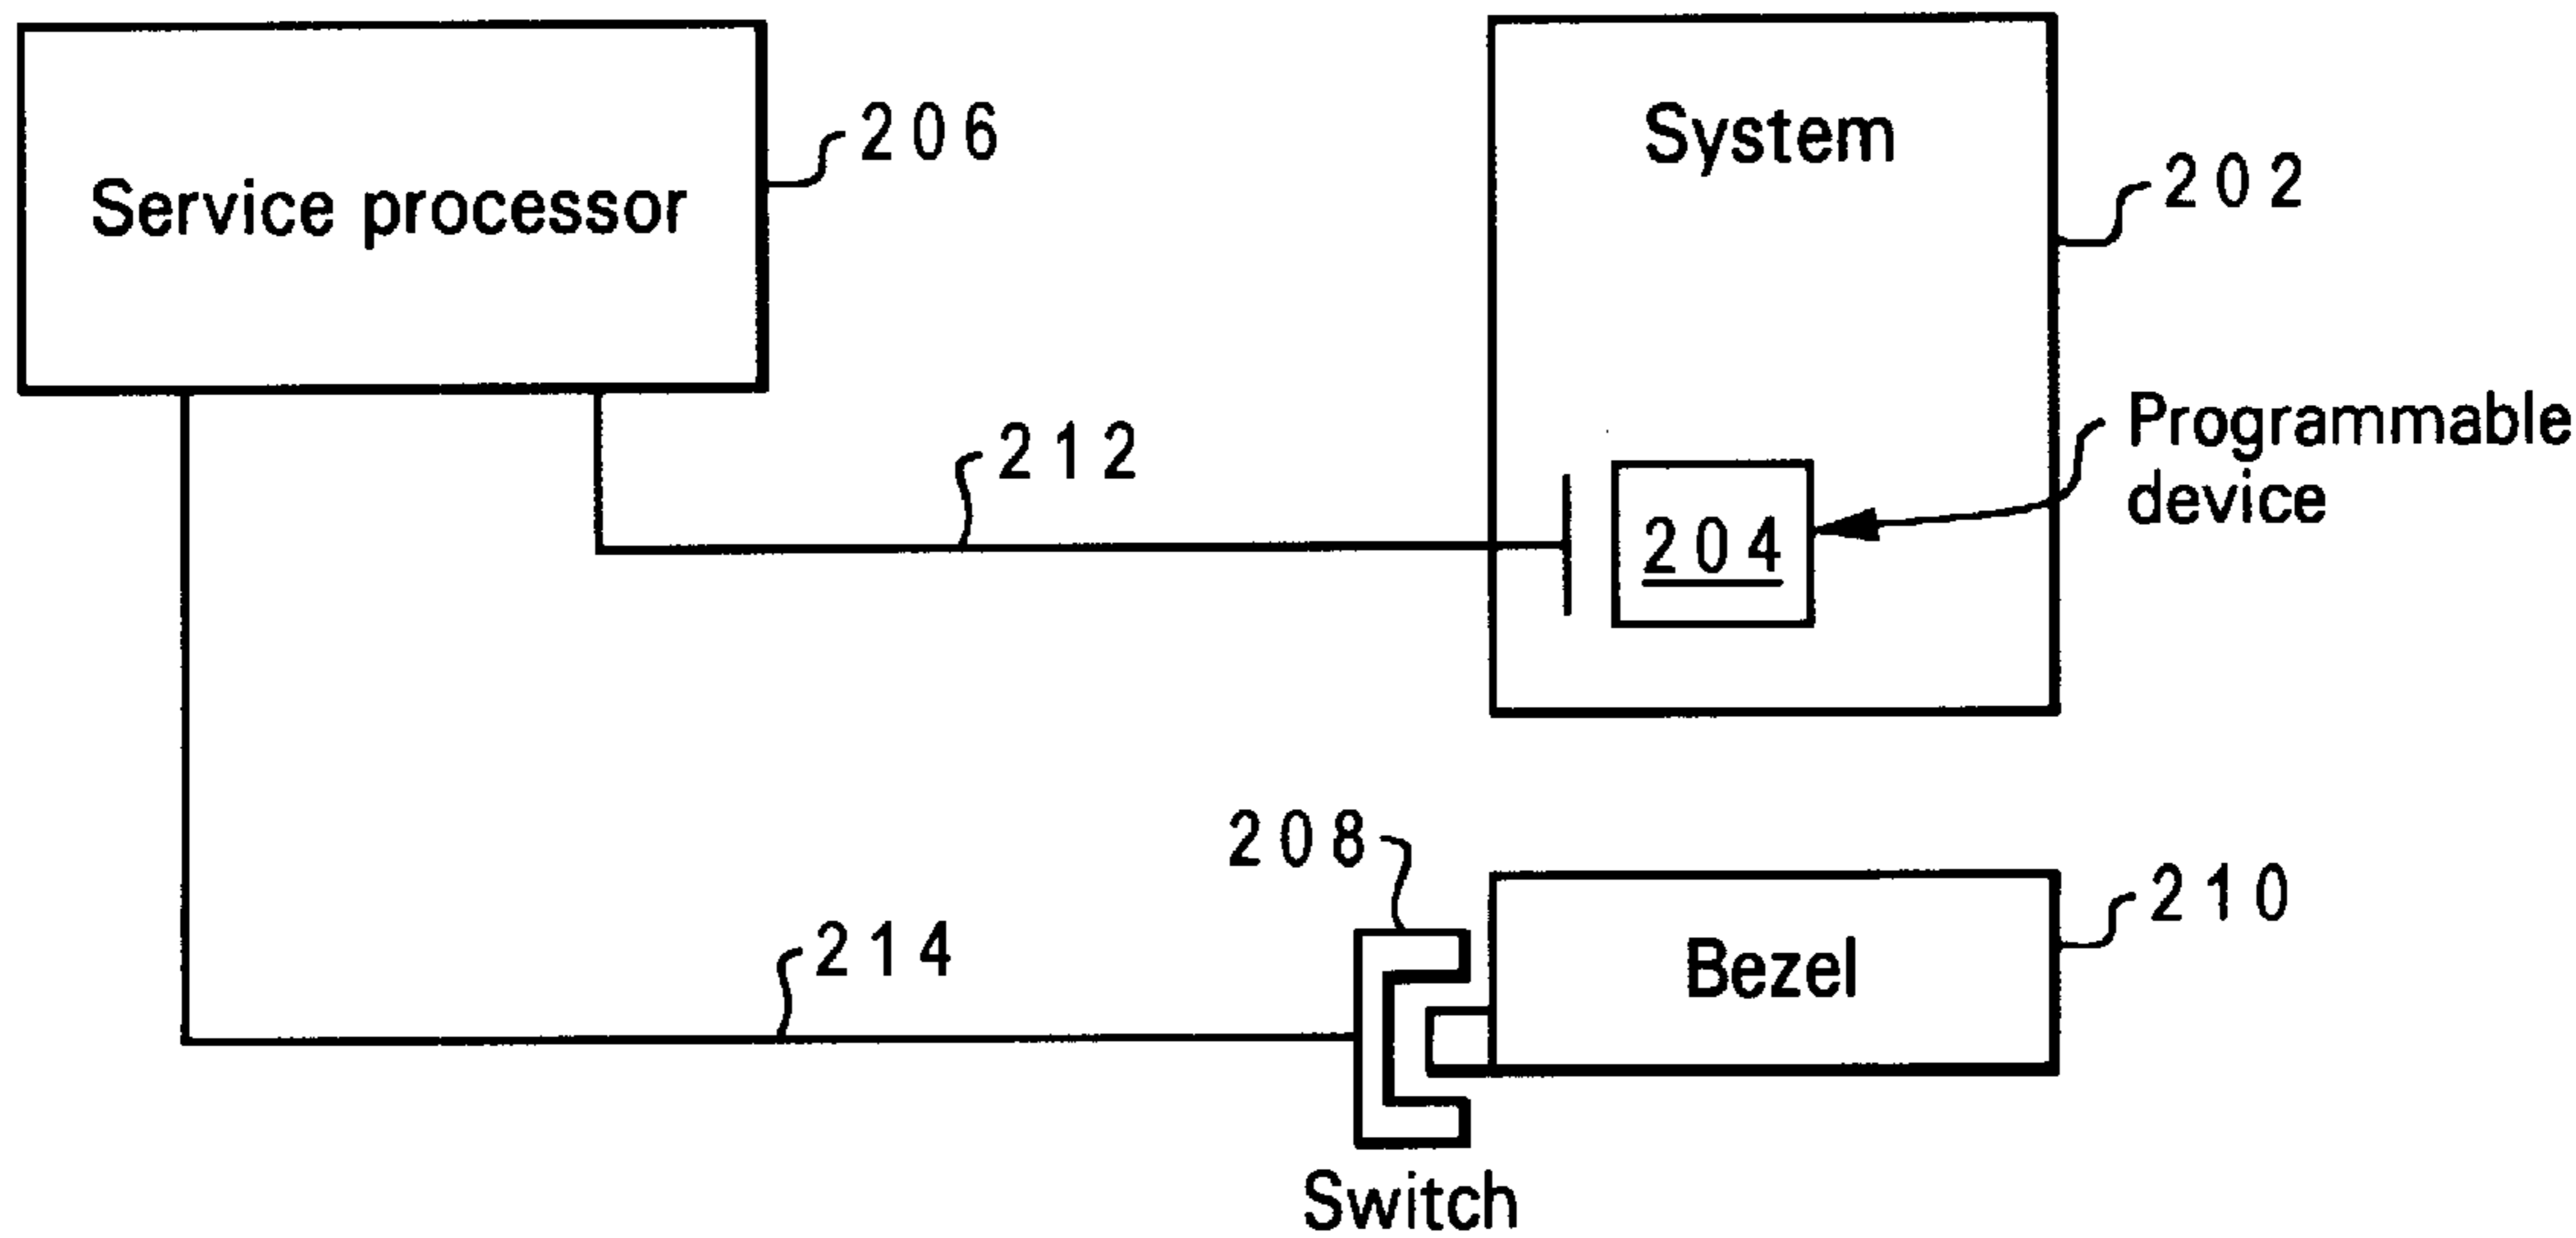 Service processor
206
System
202
212
Programmable
device
204
208
210
214
Bezel
Switch